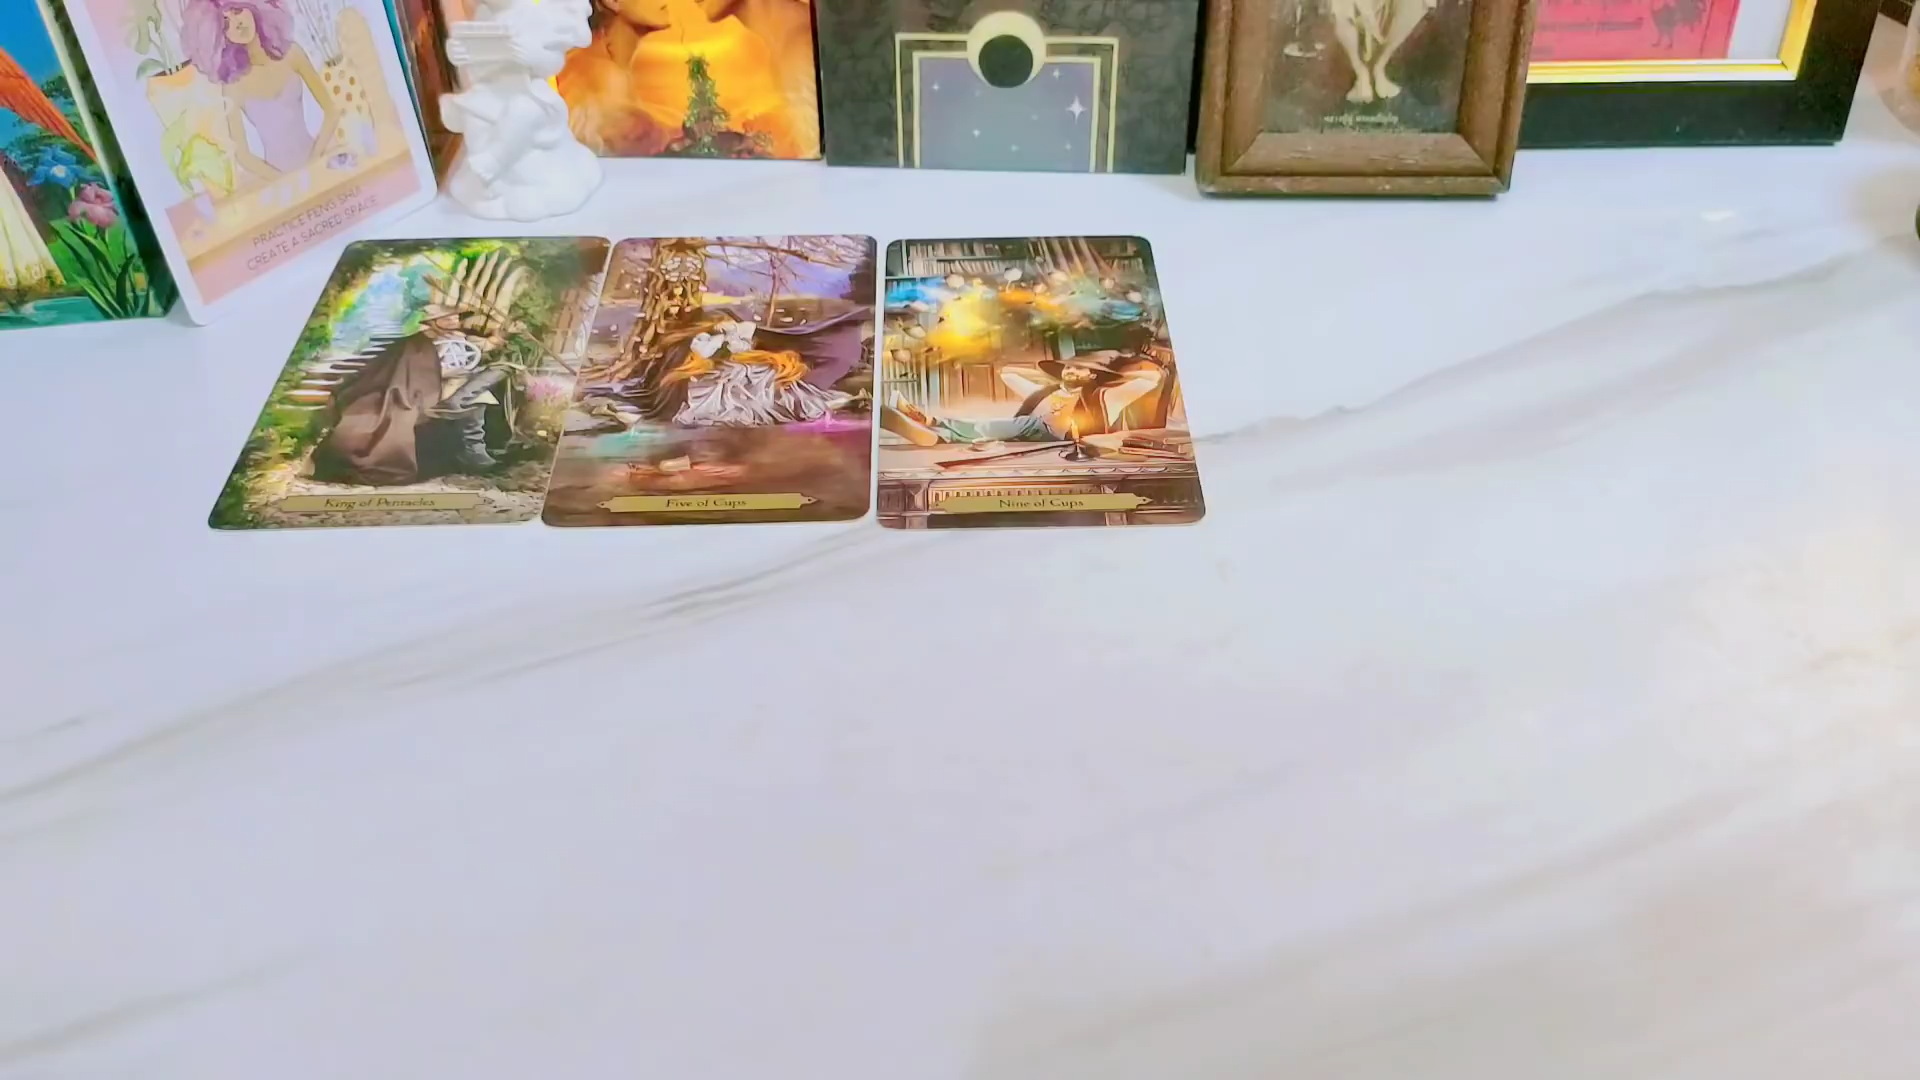 PRACTICE FENG SHUI
CREATE A SACRED SPACE
King of Pentacles
Five of Cups
Nine of Cups